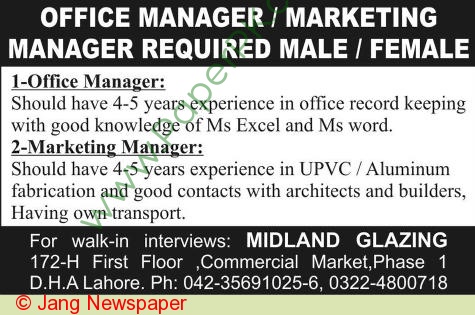 OFFICE MANAGER / MARKETING
MANAGER REQUIRED MALE / FEMALE
1-Office Manager:
Should have 4-5 years experience in office record keeping
with good knowledge of Ms Excel and Ms word.
2-Marketing Manager:
Should have 4-5 years experience in UPVC / Aluminum
fabrication and good contacts with architects and builders,
Having own transport.
For walk-in interviews: MIDLAND GLAZING
172-H First Floor ,Commercial Market,Phase 1
D.H.A Lahore. Ph: 042-35691025-6, 0322-4800718
© Jang Newspaper